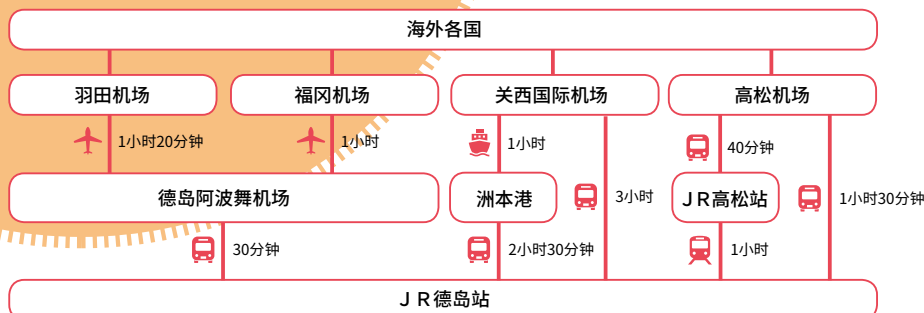 海外各国
羽田机场
福冈机场
关西国际机场
高松机场
1小时20分钟
1小时
1小时
40分钟
德岛阿波舞机场
洲本港
3小时
ＪＲ高松站
1小时30分钟
30分钟
2小时30分钟
1小时
ＪＲ德岛站